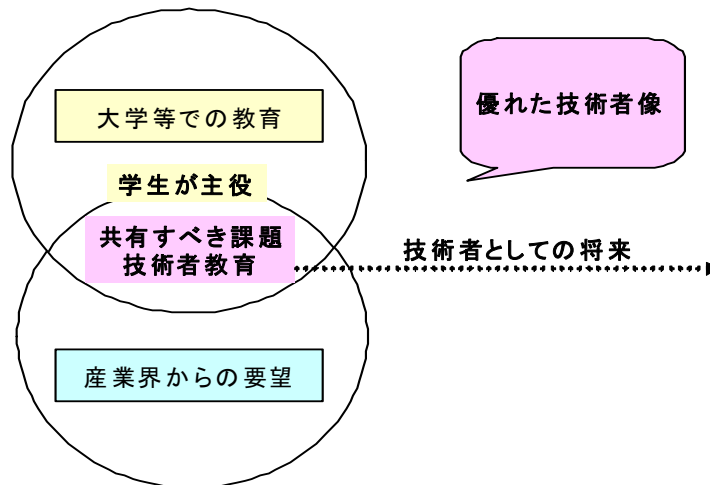 大学等での教育
優れた技術者像
学生が主役
共有すべき課題
技術者教育
技術者としての将来
産業界からの要望